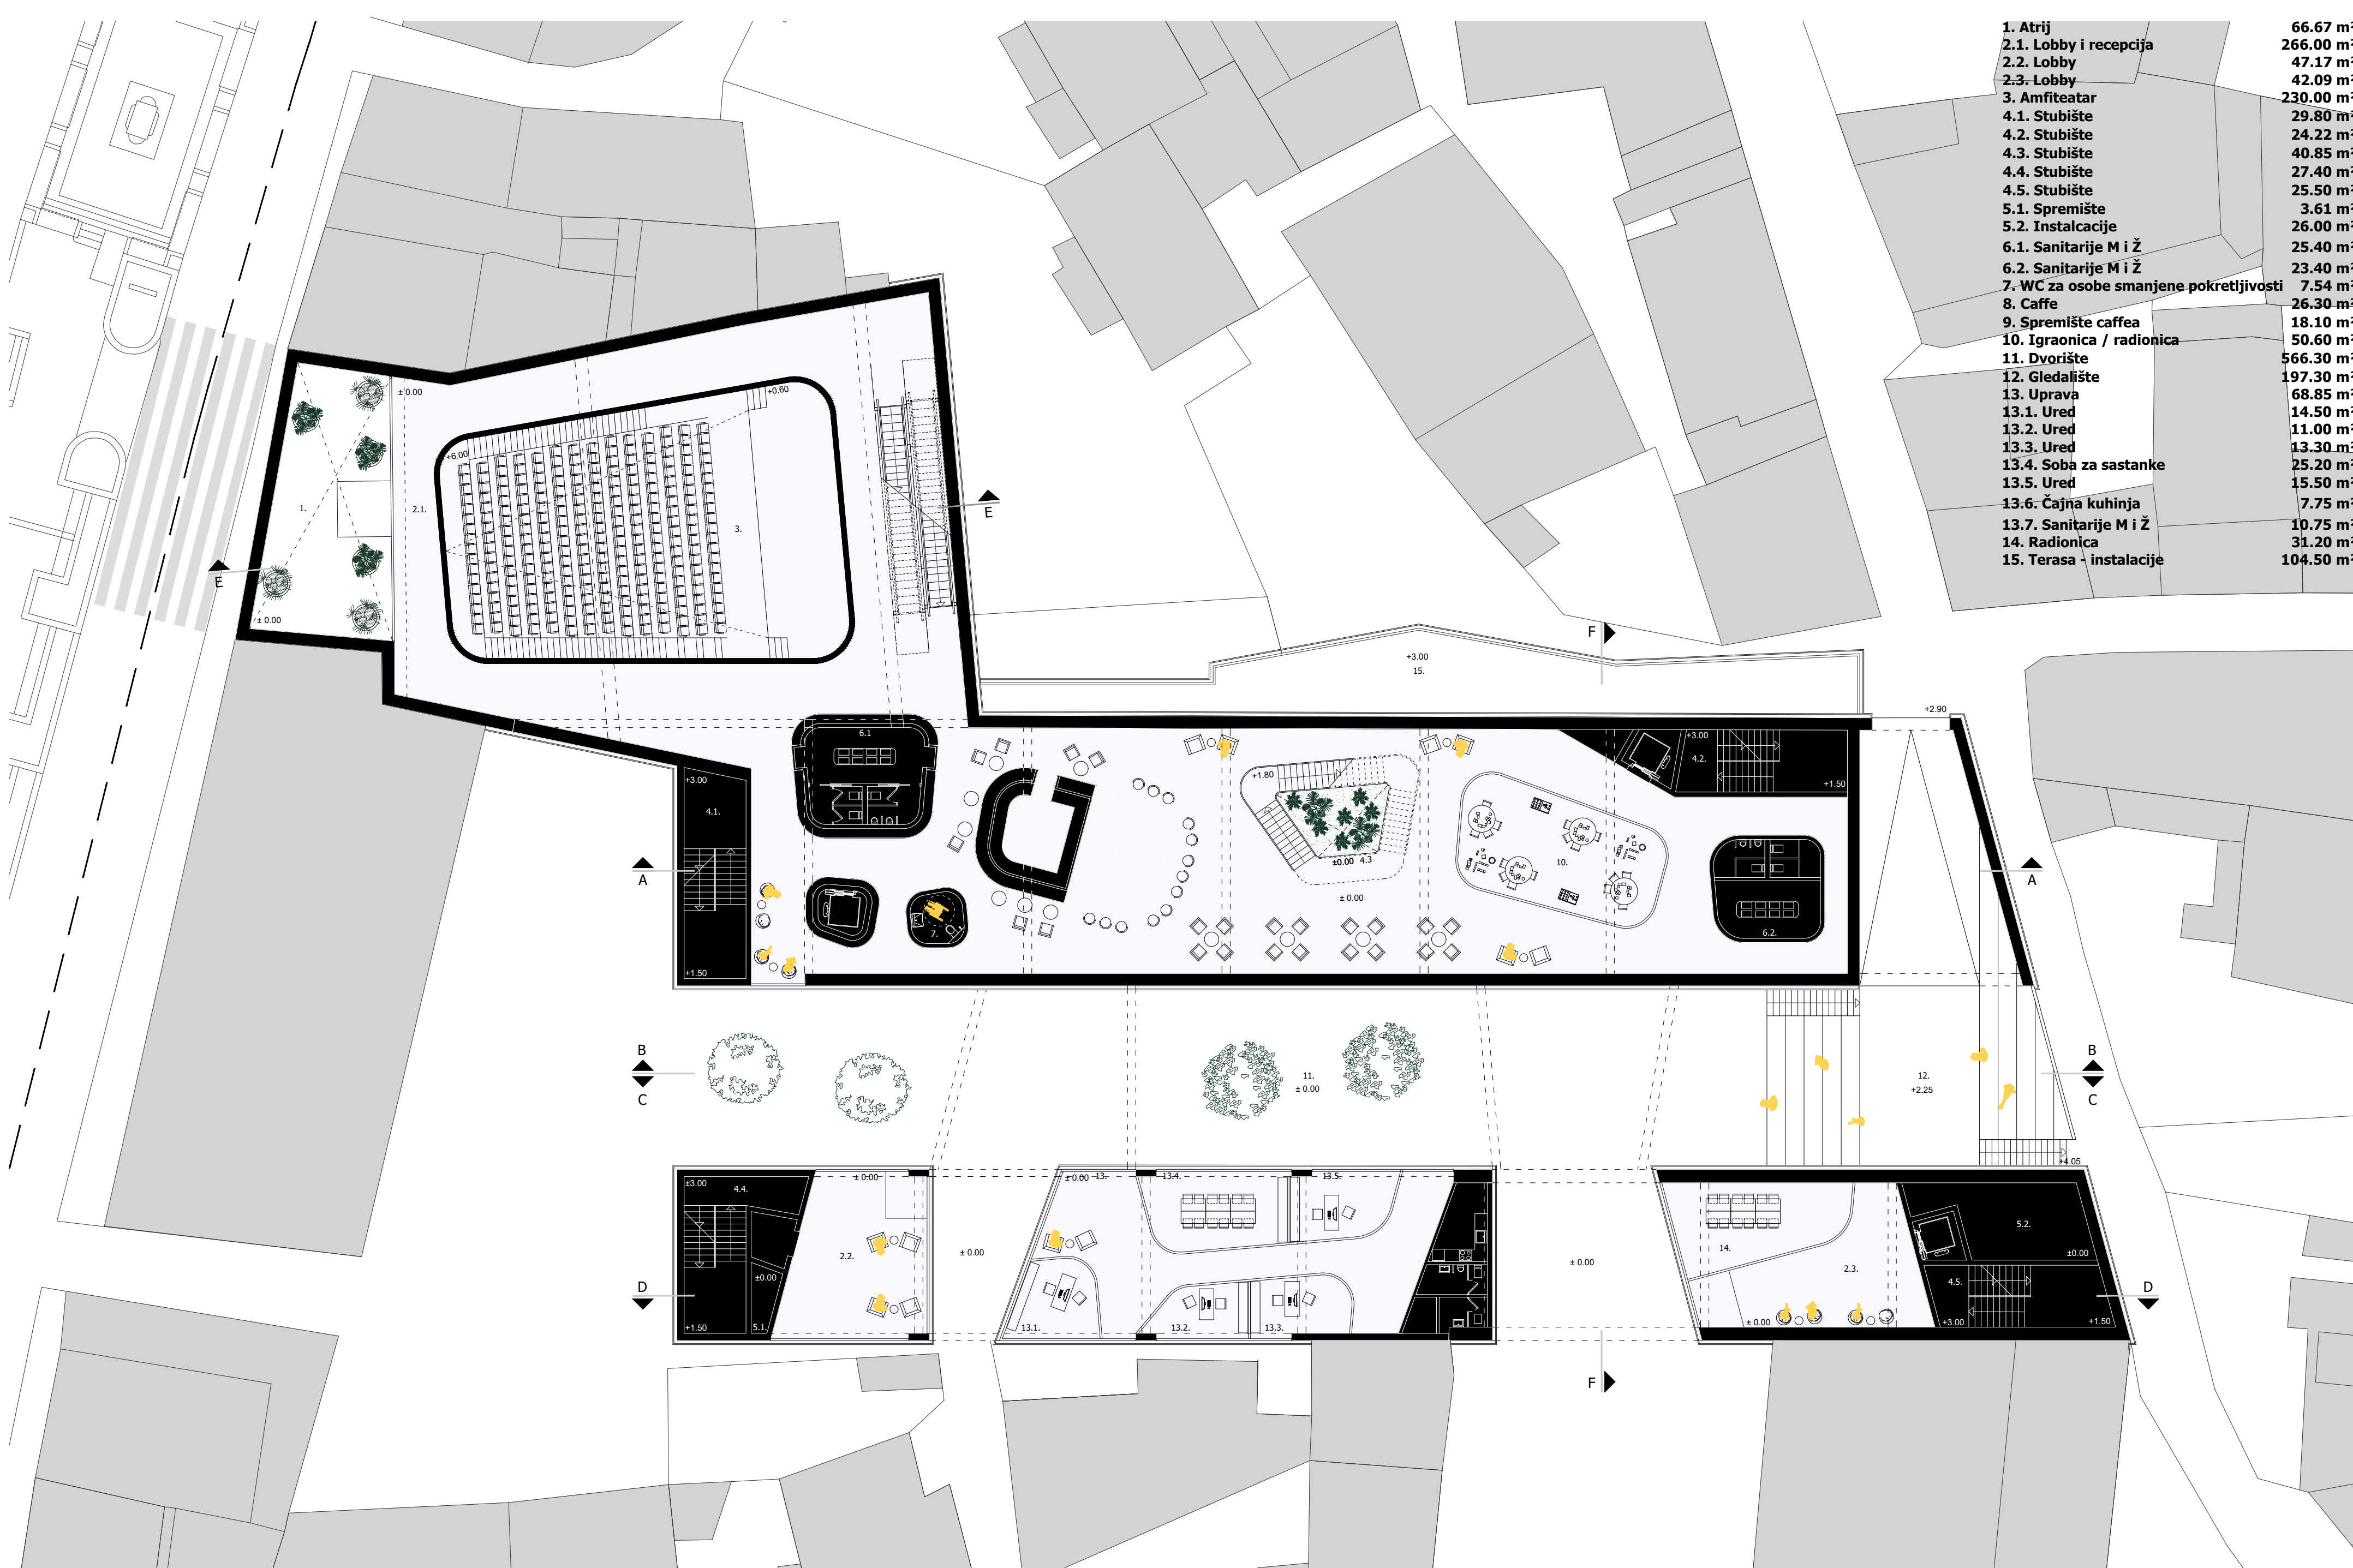 1. Atrij 66.67 m²
2.1. Lobby i recepcija 266.00 m²
2.2. Lobby 47.17 m²
2.3. Lobby 42.09 m²
3. Amfiteatar 230.00 m²
4.1. Stubište 29.80 m²
4.2. Stubište 24.22 m²
4.3. Stubište 40.85 m²
4.4. Stubište 27.40 m²
4.5. Stubište 25.50 m²
5.1. Spremište 3.61 m²
5.2. Instalcacije 26.00 m²
6.1. Sanitarije M i Ž 25.40 m²
6.2. Sanitarije M i Ž 23.40 m²
7. WC za osobe smanjene pokretljivosti 7.54 m²
8. Caffe 26.30 m²
9. Spremište caffea 18.10 m²
10. Igraonica / radionica 50.60 m²
11. Dvorište 566.30 m²
12. Gledalište 197.30 m²
13. Uprava 68.85 m²
13.1. Ured 14.50 m²
13.2. Ured 11.00 m²
13.3. Ured 13.30 m²
13.4. Soba za sastanke 25.20 m²
13.5. Ured 15.50 m²
13.6. Čajna kuhinja 7.75 m²
13.7. Sanitarije M i Ž 10.75 m²
14. Radionica 31.20 m²
15. Terasa - instalacije 104.50 m²
± 0.00
+0.60
+6.00
1.
2.1.
3.
E
E
± 0.00
F
+3.00
15.
+2.90
6.1
+3.00
4.2.
+1.50
+3.00
4.1.
+1.80
±0.00 4.3
± 0.00
10.
A
A
7.
6.2.
+1.50
B
C
11.
± 0.00
12.
+2.25
B
C
+4.05
±3.00
4.4.
± 0.00
± 0.00
13.
13.4.
13.5.
2.2.
± 0.00
± 0.00
14.
2.3.
5.2.
±0.00
±0.00
4.5.
D
D
+1.50
5.1.
13.1.
13.2.
13.3.
± 0.00
+3.00
+1.50
F